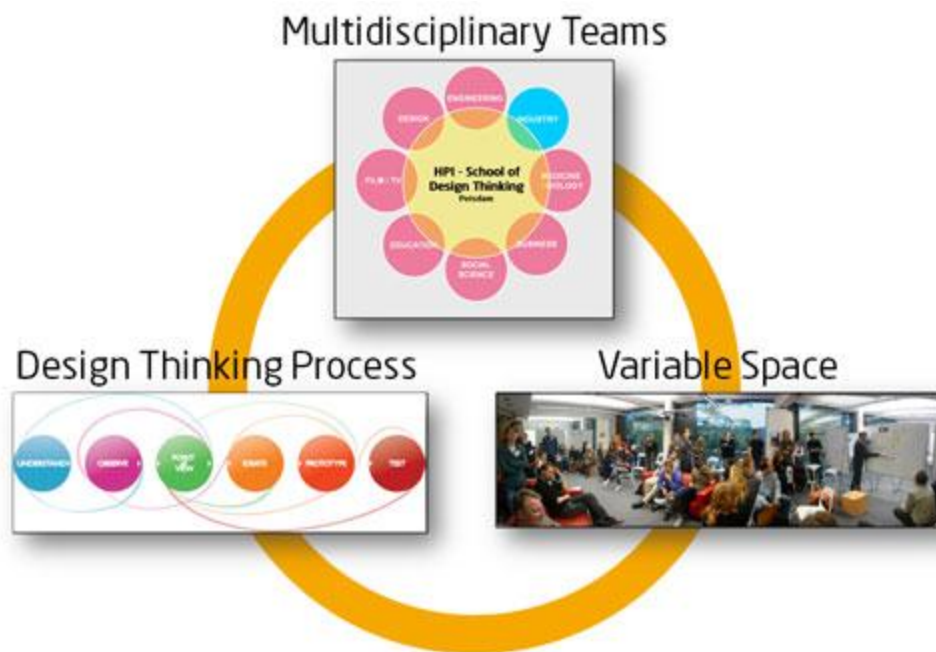 Multidisciplinary Teams
ENGINEERING
DESIGN
INDUSTRY
HPI - School of
Design Thinking
Potsdam
FILM / TV
MEDICINE
BIOLOGY
EDUCATION
BUSINESS
SOCIAL
SCIENCE
Design Thinking Process
Variable Space
UNDERSTAND
OBSERVE
POINT
OF
VIEW
IDEATE
PROTOTYPE
TEST